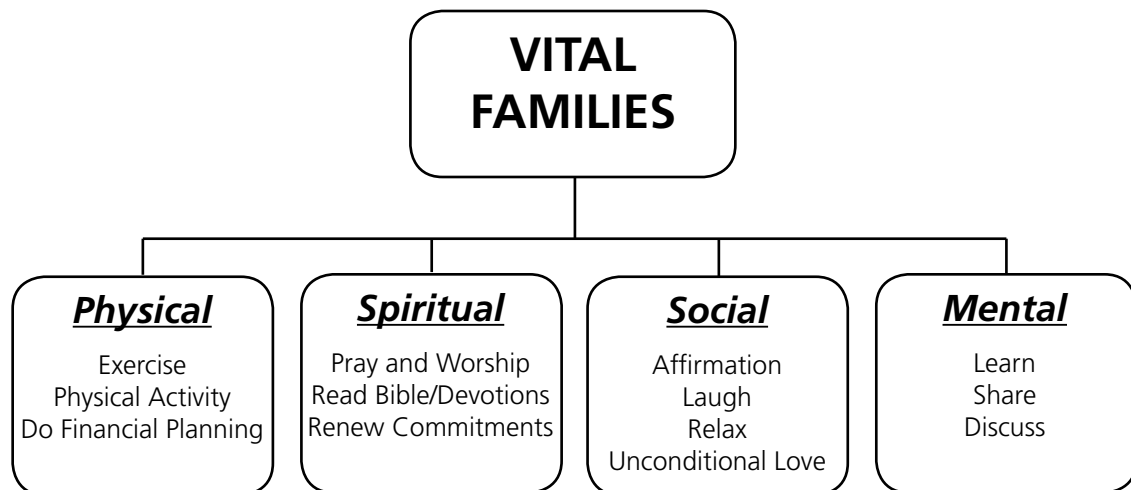 VITAL
FAMILIES
Physical
Exercise
Physical Activity
Do Financial Planning
Spiritual
Pray and Worship
Read Bible/Devotions
Renew Commitments
Social
Affirmation
Laugh
Relax
Unconditional Love
Mental
Learn
Share
Discuss